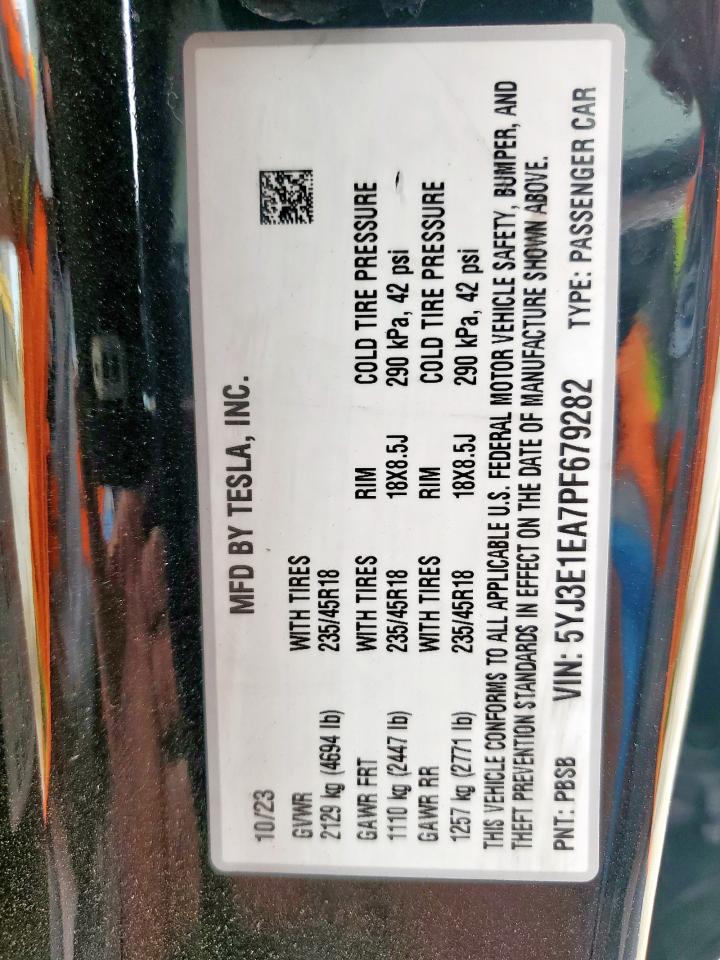 MFD BY TESLA, INC.
10/23
GVWR WITH TIRES
2129 kg (4694 lb) 235/45R18
GAWR FRT WITH TIRES RIM COLD TIRE PRESSURE
1110 kg (2447 lb) 235/45R18 18X8.5J 290 kPa, 42 psi
GAWR RR WITH TIRES RIM COLD TIRE PRESSURE
1257 kg (2771 lb) 235/45R18 18X8.5J 290 kPa, 42 psi
THIS VEHICLE CONFORMS TO ALL APPLICABLE U.S. FEDERAL MOTOR VEHICLE SAFETY, BUMPER, AND
THEFT PREVENTION STANDARDS IN EFFECT ON THE DATE OF MANUFACTURE SHOWN ABOVE.
PNT: PBSB VIN: 5YJ3E1EA7PF679282 TYPE: PASSENGER CAR